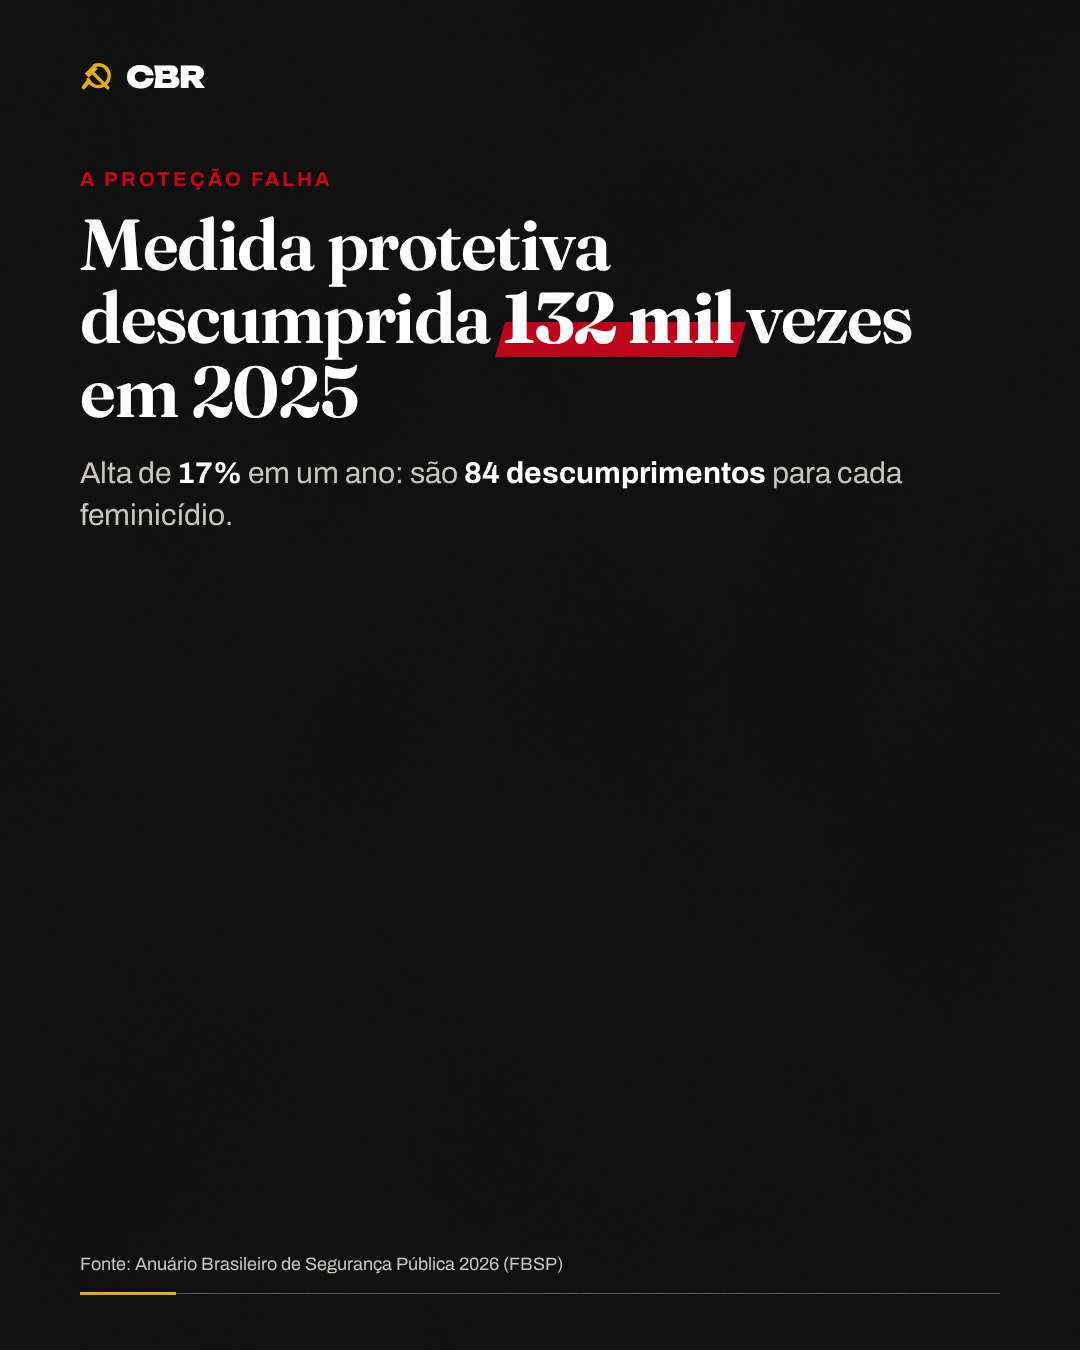 CBR
A PROTEÇÃO FALHA
Medida protetiva
descumprida 132 mil vezes
em 2025
Alta de 17% em um ano: são 84 descumprimentos para cada
feminicídio.
Fonte: Anuário Brasileiro de Segurança Pública 2026 (FBSP)